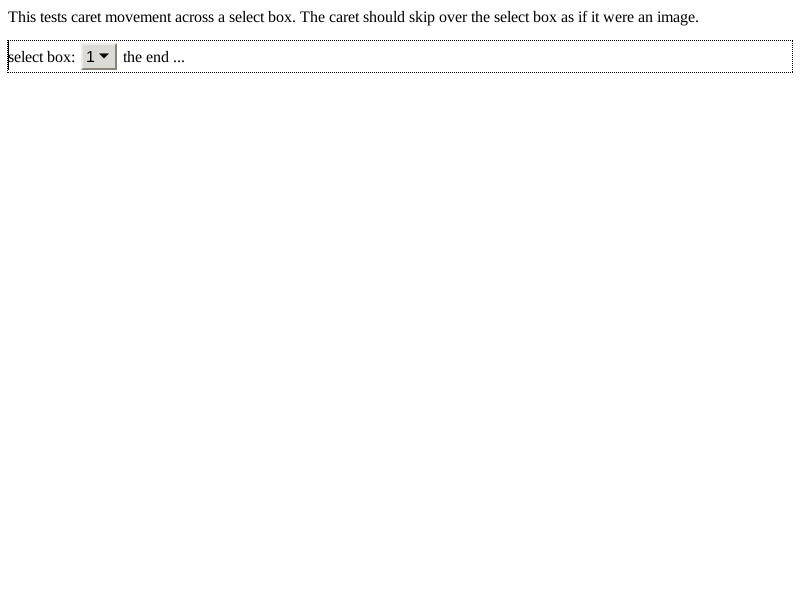 This tests caret movement across a select box. The caret should skip over the select box as if it were an image.
select box: 1 the end ...